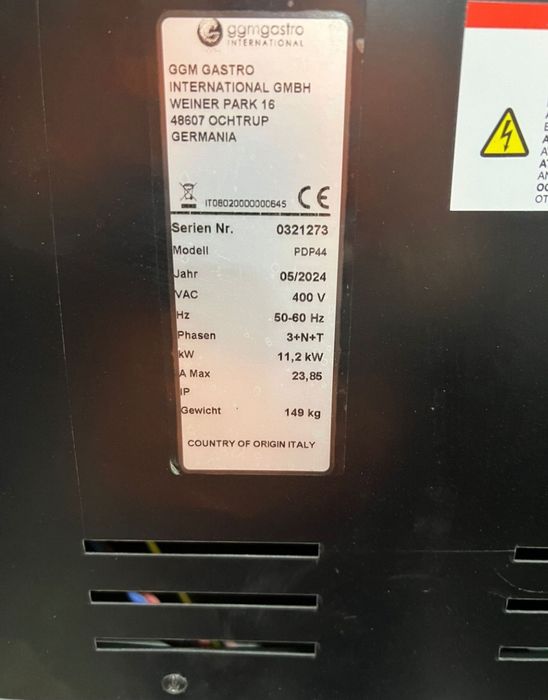 ggmgastro
INTERNATIONAL
GGM GASTRO
INTERNATIONAL GMBH
WEINER PARK 16
48607 OCHTRUP
GERMANIA
IT08020000000645 CE
Serien Nr. 0321273
Modell PDP44
Jahr 05/2024
VAC 400 V
Hz 50-60 Hz
Phasen 3+N+T
kW 11,2 kW
A Max 23,85
IP
Gewicht 149 kg
COUNTRY OF ORIGIN ITALY